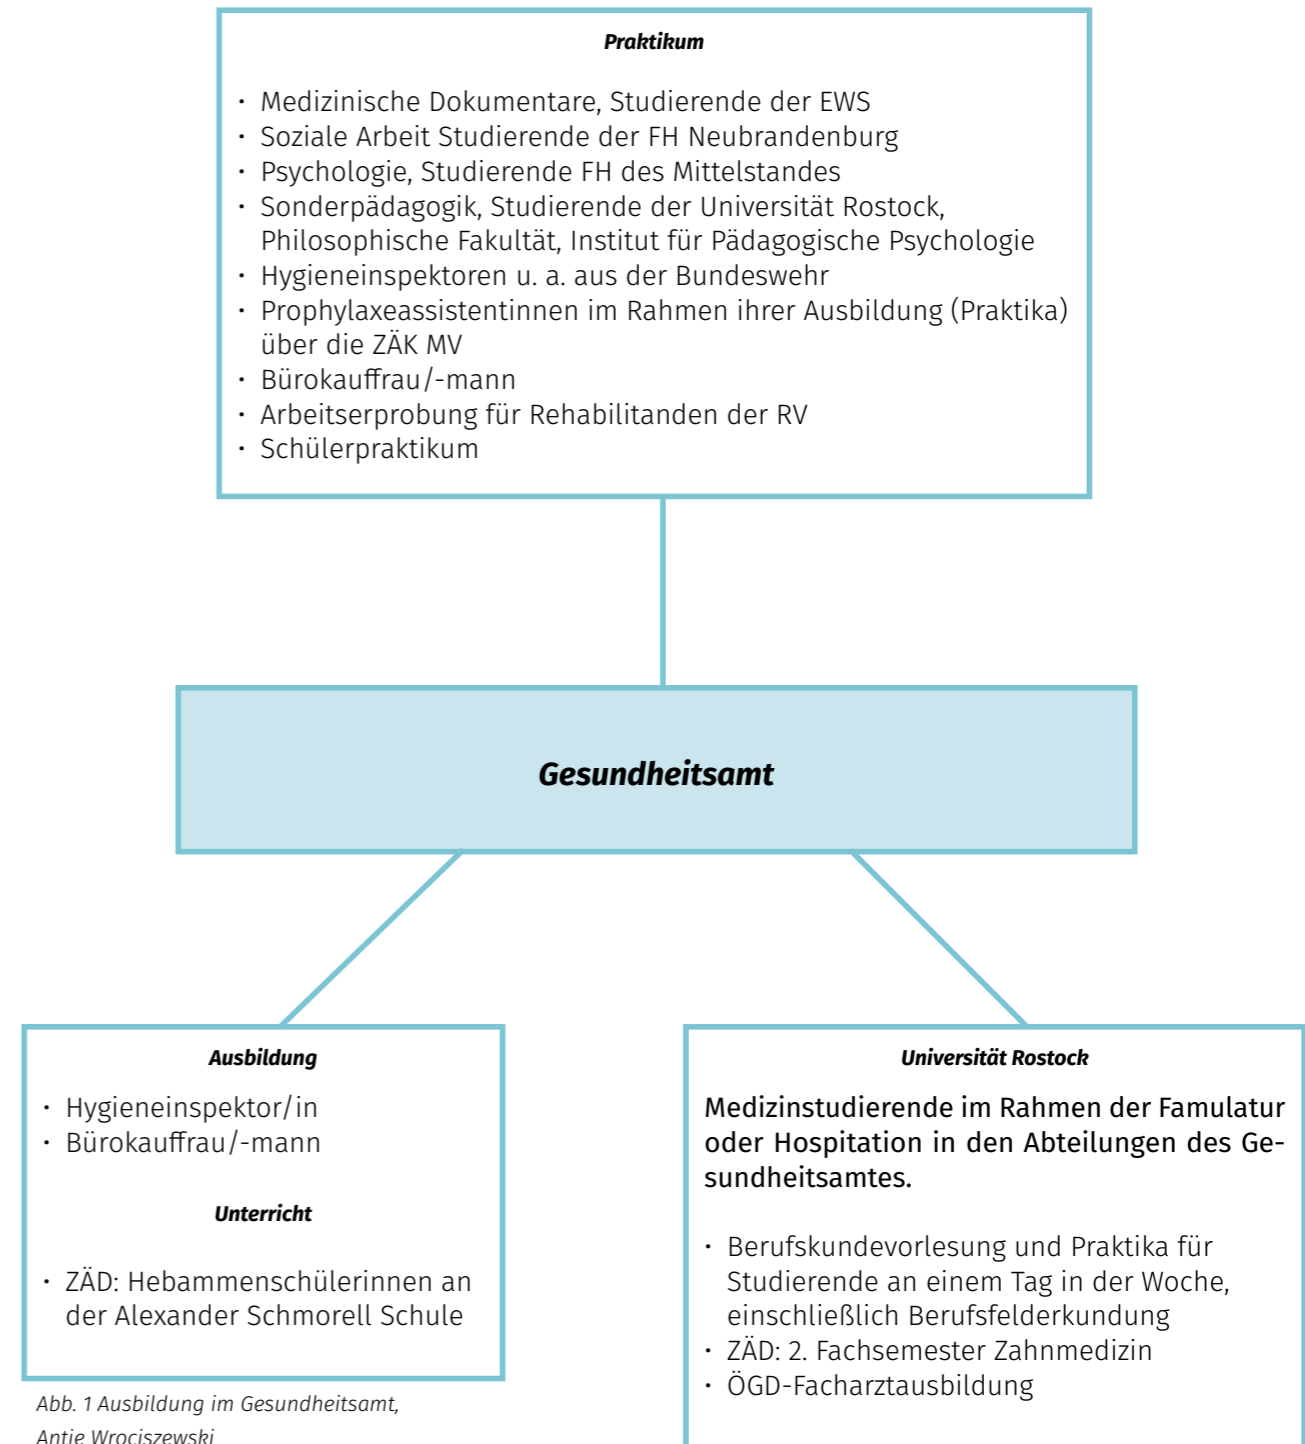 Praktikum
· Medizinische Dokumentare, Studierende der EWS
· Soziale Arbeit Studierende der FH Neubrandenburg
· Psychologie, Studierende FH des Mittelstandes
· Sonderpädagogik, Studierende der Universität Rostock,
Philosophische Fakultät, Institut für Pädagogische Psychologie
· Hygieneinspektoren u. a. aus der Bundeswehr
· Prophylaxeassistentinnen im Rahmen ihrer Ausbildung (Praktika)
über die ZÄK MV
· Bürokauffrau/-mann
· Arbeitserprobung für Rehabilitanden der RV
· Schülerpraktikum
Gesundheitsamt
Ausbildung
· Hygieneinspektor/in
· Bürokauffrau/-mann
Unterricht
· ZÄD: Hebammenschülerinnen an
der Alexander Schmorell Schule
Universität Rostock
Medizinstudierende im Rahmen der Famulatur
oder Hospitation in den Abteilungen des Ge-
sundheitsamtes.
· Berufskundevorlesung und Praktika für
Studierende an einem Tag in der Woche,
einschließlich Berufsfelderkundung
· ZÄD: 2. Fachsemester Zahnmedizin
· ÖGD-Facharztausbildung
Abb. 1 Ausbildung im Gesundheitsamt,
Antje Wrociszewski